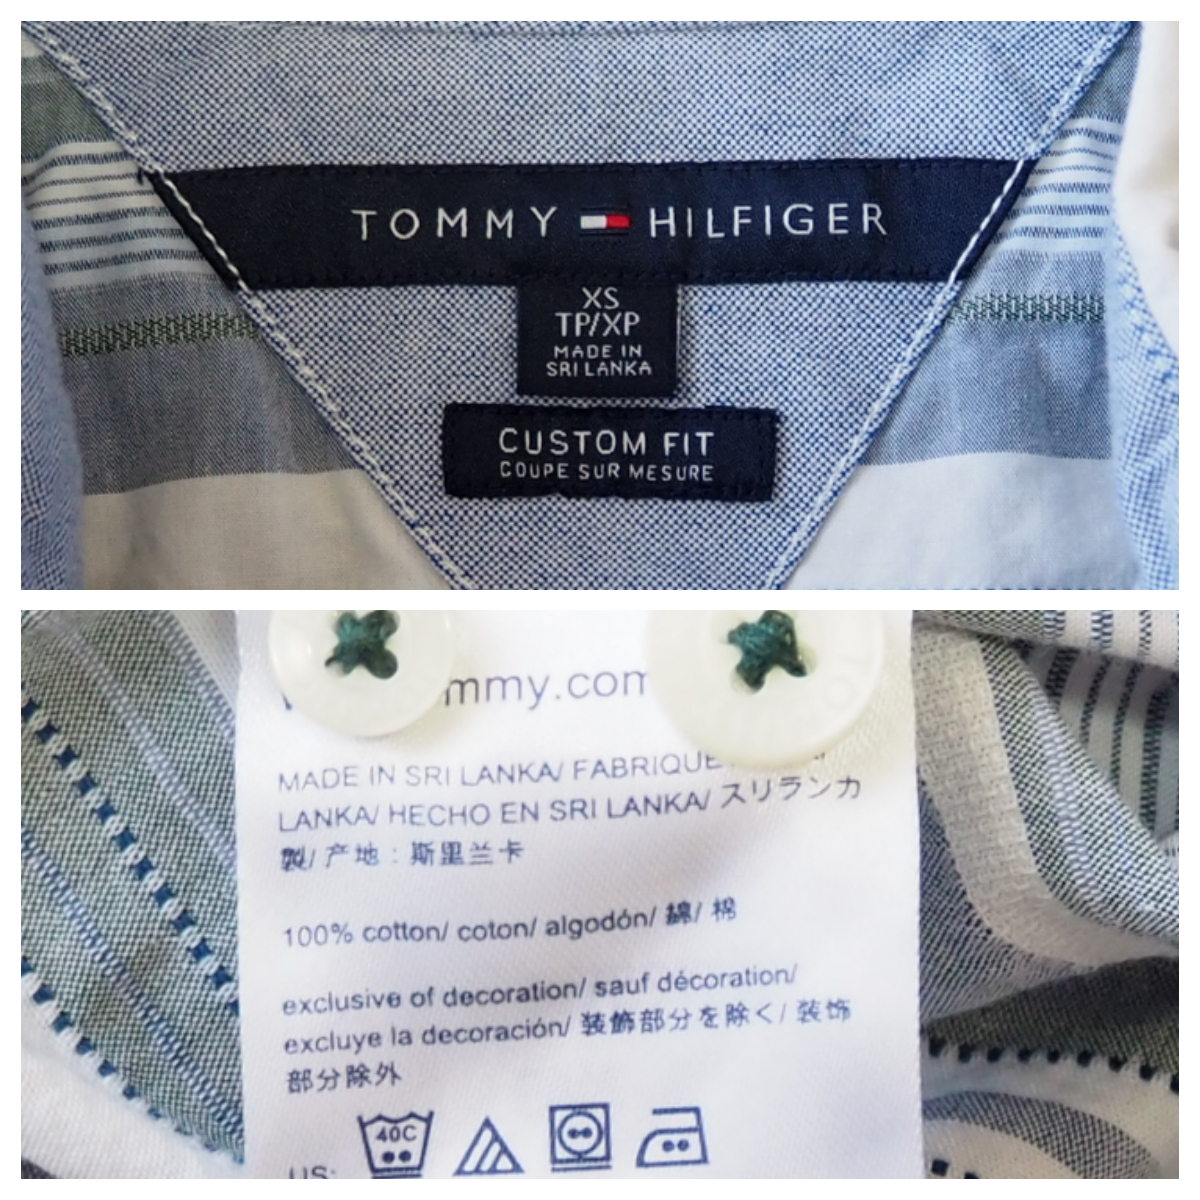 TOMMY HILFIGER
XS
TP/XP
MADE IN
SRI LANKA
CUSTOM FIT
COUPE SUR MESURE
mmy.com
MADE IN SRI LANKA/ FABRIQUE
LANKA/ HECHO EN SRI LANKA/ スリランカ
製/ 产地：斯里兰卡
100% cotton/ coton/ algodón/ 綿/ 棉
exclusive of decoration/ sauf décoration/
excluye la decoración/ 装飾部分を除く/ 装饰
部分除外
40C
US: